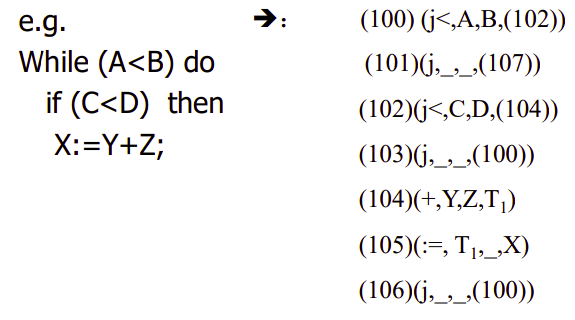 e.g.
While (A<B) do
if (C<D) then
X:=Y+Z;
➔:
(100) (j<,A,B,(102))
(101)(j,_,_,(107))
(102)(j<,C,D,(104))
(103)(j,_,_,(100))
(104)(+,Y,Z,T₁)
(105)(:=, T₁,_,X)
(106)(j,_,_,(100))